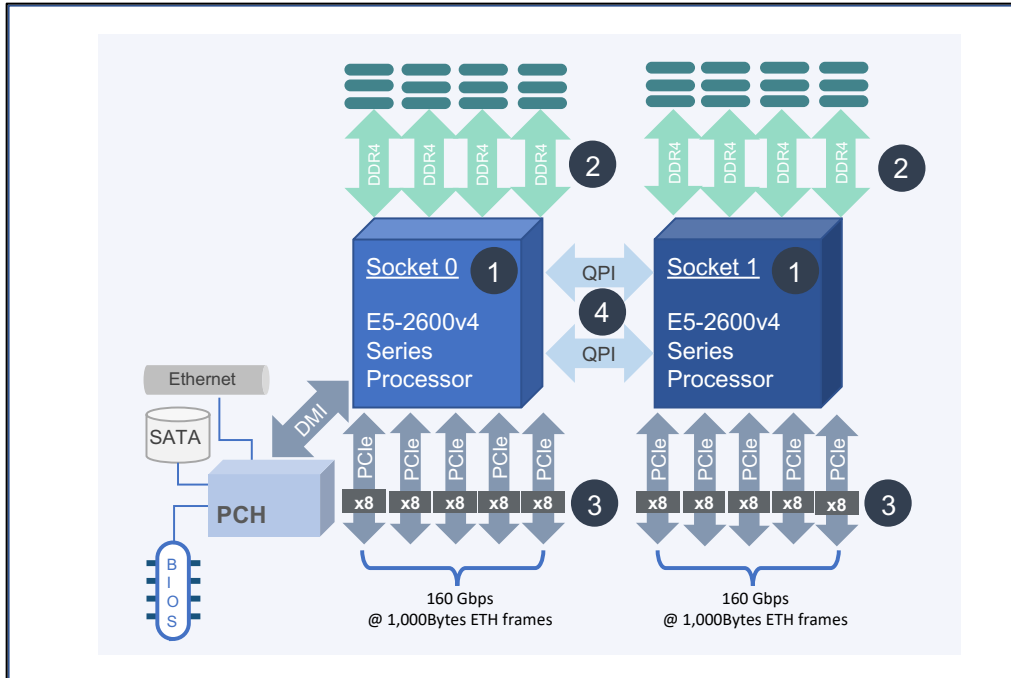 DDR4
DDR4
DDR4
DDR4
2
DDR4
DDR4
DDR4
DDR4
2
Socket 0
1
E5-2600v4
Series
Processor
QPI
4
QPI
Socket 1
1
E5-2600v4
Series
Processor
Ethernet
SATA
DMI
PCH
BIOS
PCIe
PCIe
PCIe
PCIe
PCIe
x8
x8
x8
x8
x8
3
PCIe
PCIe
PCIe
PCIe
PCIe
x8
x8
x8
x8
x8
3
160 Gbps
@ 1,000Bytes ETH frames
160 Gbps
@ 1,000Bytes ETH frames